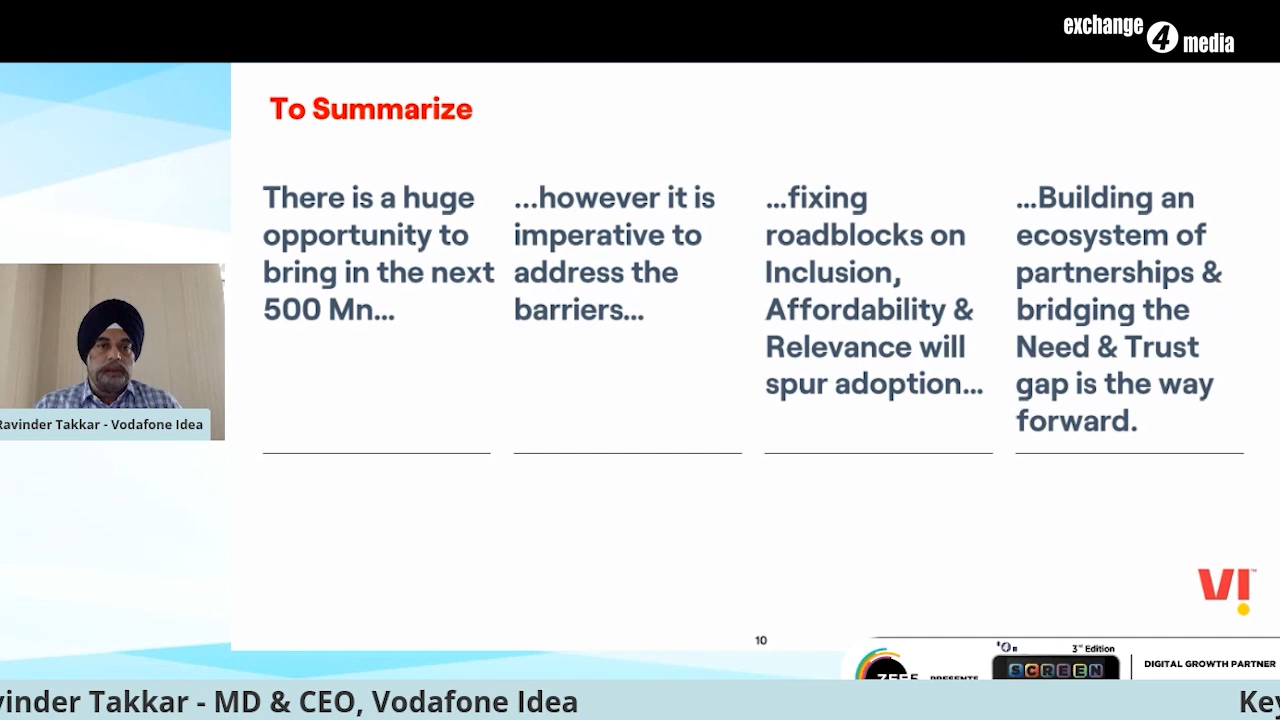 exchange
4
media
To Summarize
There is a huge
opportunity to
bring in the next
500 Mn...
...however it is
imperative to
address the
barriers...
...fixing
roadblocks on
Inclusion,
Affordability &
Relevance will
spur adoption...
...Building an
ecosystem of
partnerships &
bridging the
Need & Trust
gap is the way
forward.
Ravinder Takkar - Vodafone Idea
VI
10
3rd Edition
ZEE5
PRESENTS
SCREEN
DIGITAL GROWTH PARTNER
vinder Takkar - MD & CEO, Vodafone Idea
Key